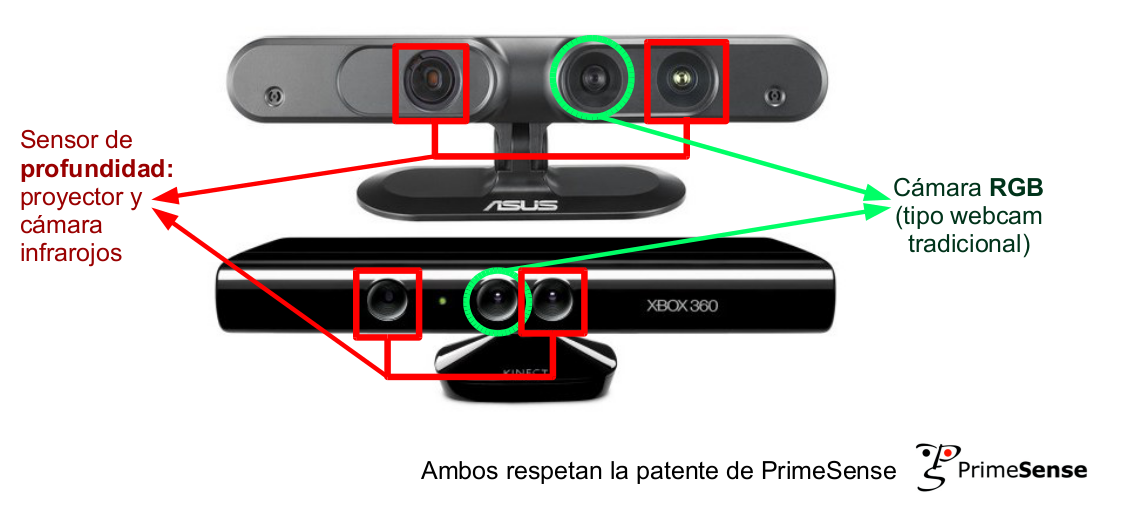 Sensor de
profundidad:
proyector y
cámara
infrarojos
ASUS
Cámara RGB
(tipo webcam
tradicional)
XBOX 360
KINECT
Ambos respetan la patente de PrimeSense
PrimeSense